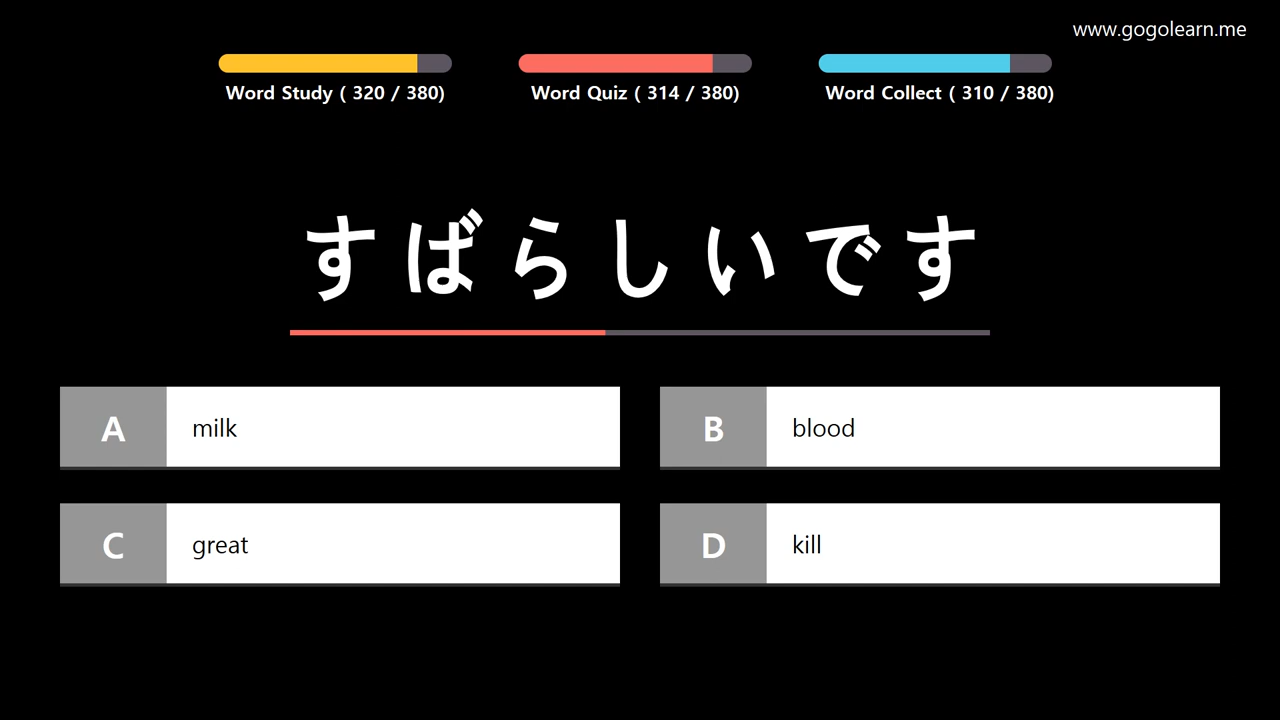 www.gogolearn.me
Word Study ( 320 / 380)
Word Quiz ( 314 / 380)
Word Collect ( 310 / 380)
すばらしいです
A milk
B blood
C great
D kill